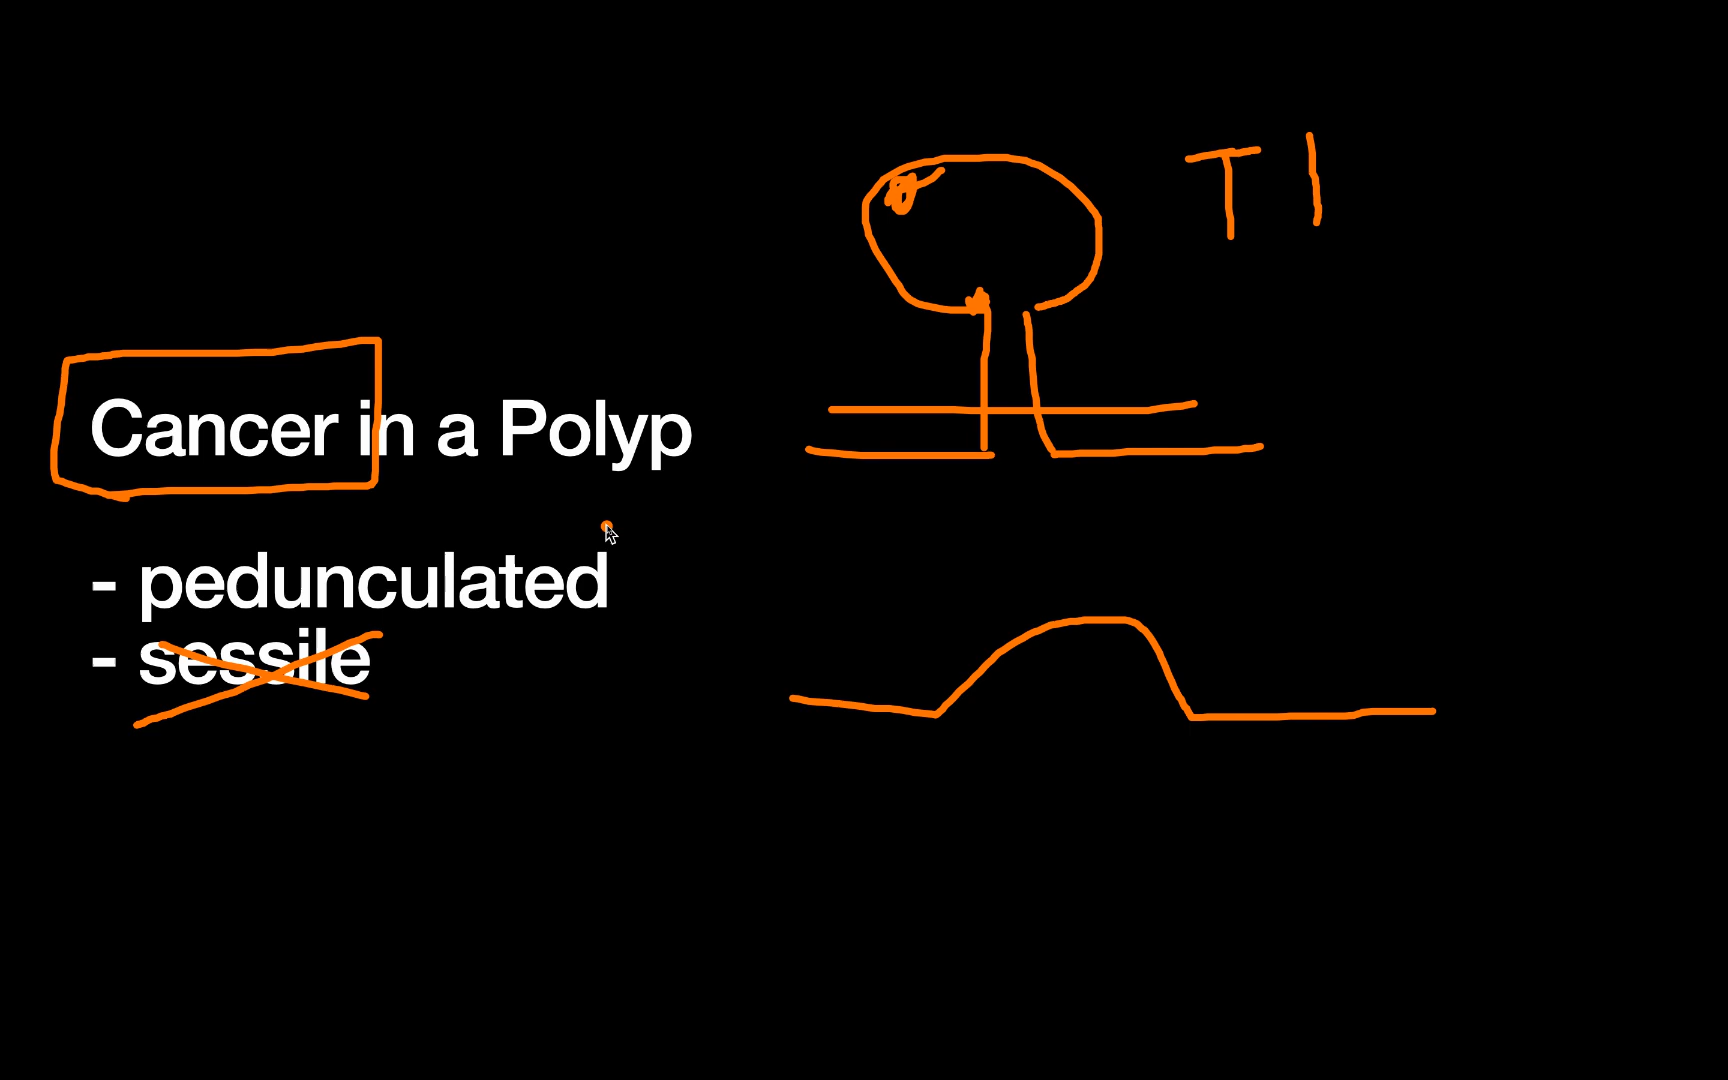 T1
Cancer in a Polyp
- pedunculated
- sessile